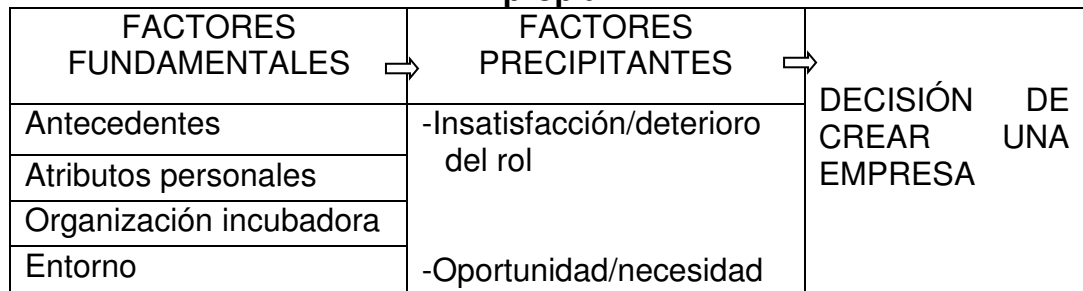 FACTORES
FUNDAMENTALES
FACTORES
PRECIPITANTES
DECISIÓN DE
CREAR UNA
EMPRESA
Antecedentes
Atributos personales
Organización incubadora
Entorno
-Insatisfacción/deterioro
del rol
-Oportunidad/necesidad